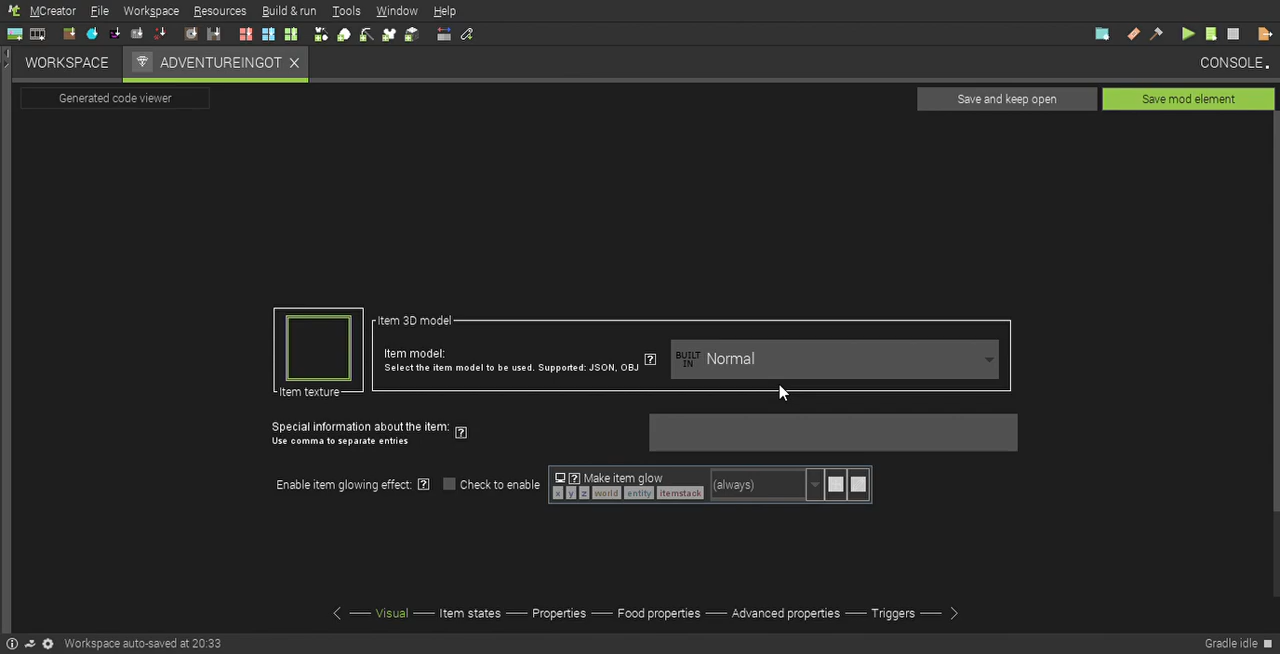 MCreator File Workspace Resources Build & run Tools Window Help
WORKSPACE ADVENTUREINGOT CONSOLE
Generated code viewer Save and keep open Save mod element
Item 3D model
Item model:
Select the item model to be used. Supported: JSON, OBJ ?
BUILT IN Normal
Item texture
Special information about the item: ?
Use comma to separate entries
Enable item glowing effect: ? Check to enable ? Make item glow (always)
x y z world entity itemstack
Visual Item states Properties Food properties Advanced properties Triggers
Workspace auto-saved at 20:33 Gradle idle